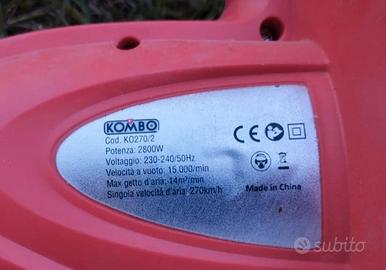 KOMBO
Cod. KO270/2
Potenza: 2800W
Voltaggio: 230-240/50Hz
Velocità a vuoto: 15.000/min
Max getto d'aria: 14m³/min
Singola velocità d'aria: 270km/h
CE
Made in China
subito